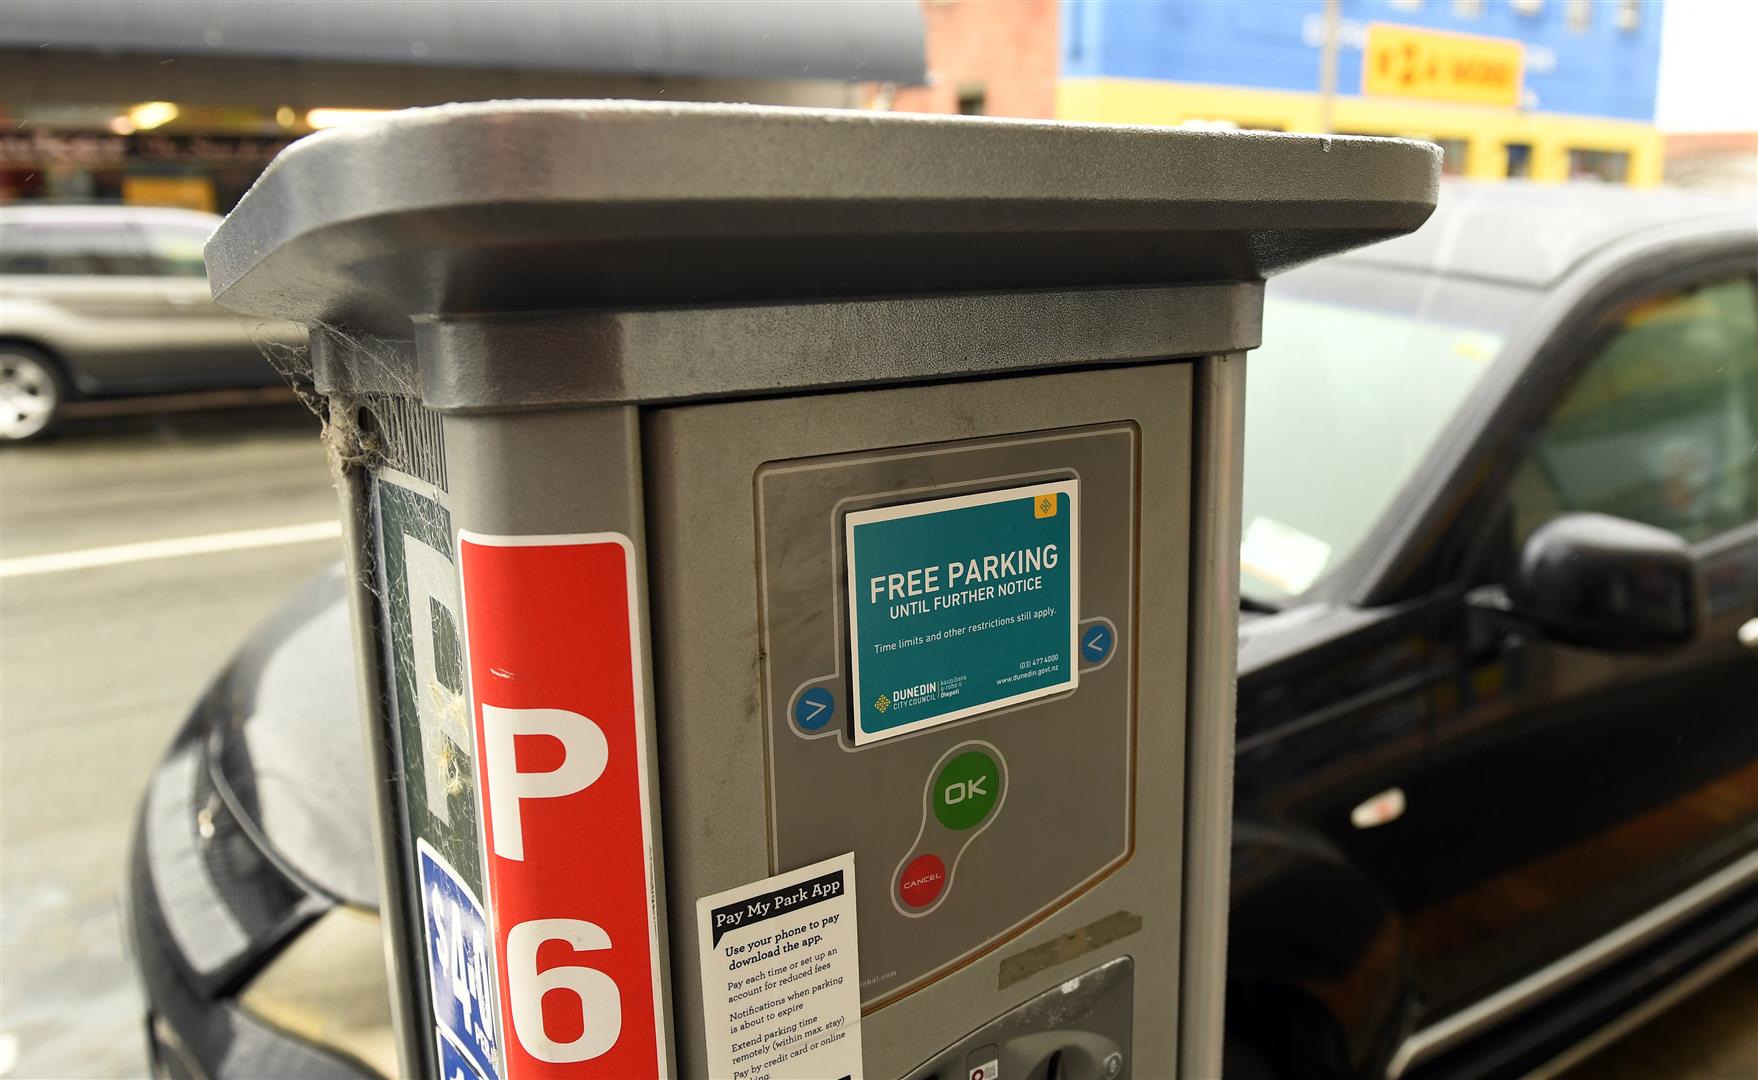 FREE PARKING
UNTIL FURTHER NOTICE
Time limits and other restrictions still apply.
(03) 477 4000
www.dunedin.govt.nz
DUNEDIN
CITY COUNCIL
kaunihera
a-rohe o
Ōtepoti
>
<
OK
CANCEL
P
P
6
Pay My Park App
Use your phone to pay
download the app.
Pay each time or set up an
account for reduced fees
Notifications when parking
is about to expire
Extend parking time
remotely (within max. stay)
Pay by credit card or online